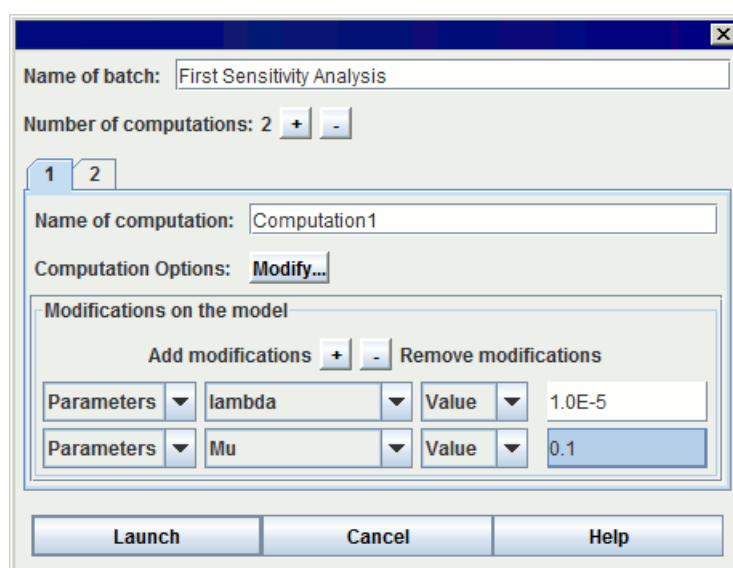 Name of batch: First Sensitivity Analysis
Number of computations: 2 + -
1 2
Name of computation: Computation1
Computation Options: Modify...
Modifications on the model
Add modifications + - Remove modifications
Parameters lambda Value 1.0E-5
Parameters Mu Value 0.1
Launch Cancel Help